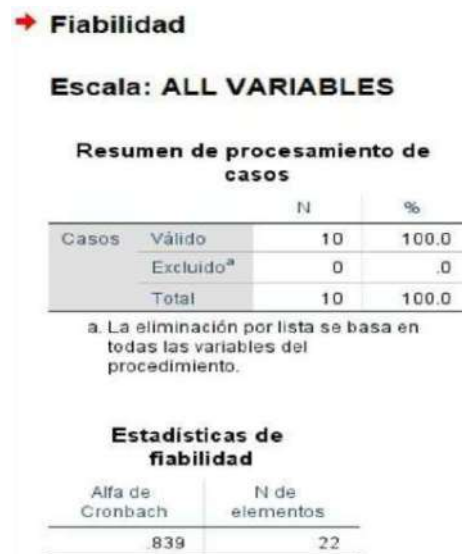 Fiabilidad
Escala: ALL VARIABLES
Resumen de procesamiento de
casos
N %
Casos Válido 10 100.0
Excluidoª 0 .0
Total 10 100.0
a. La eliminación por lista se basa en
todas las variables del
procedimiento.
Estadísticas de
fiabilidad
Alfa de N de
Cronbach elementos
.839 22